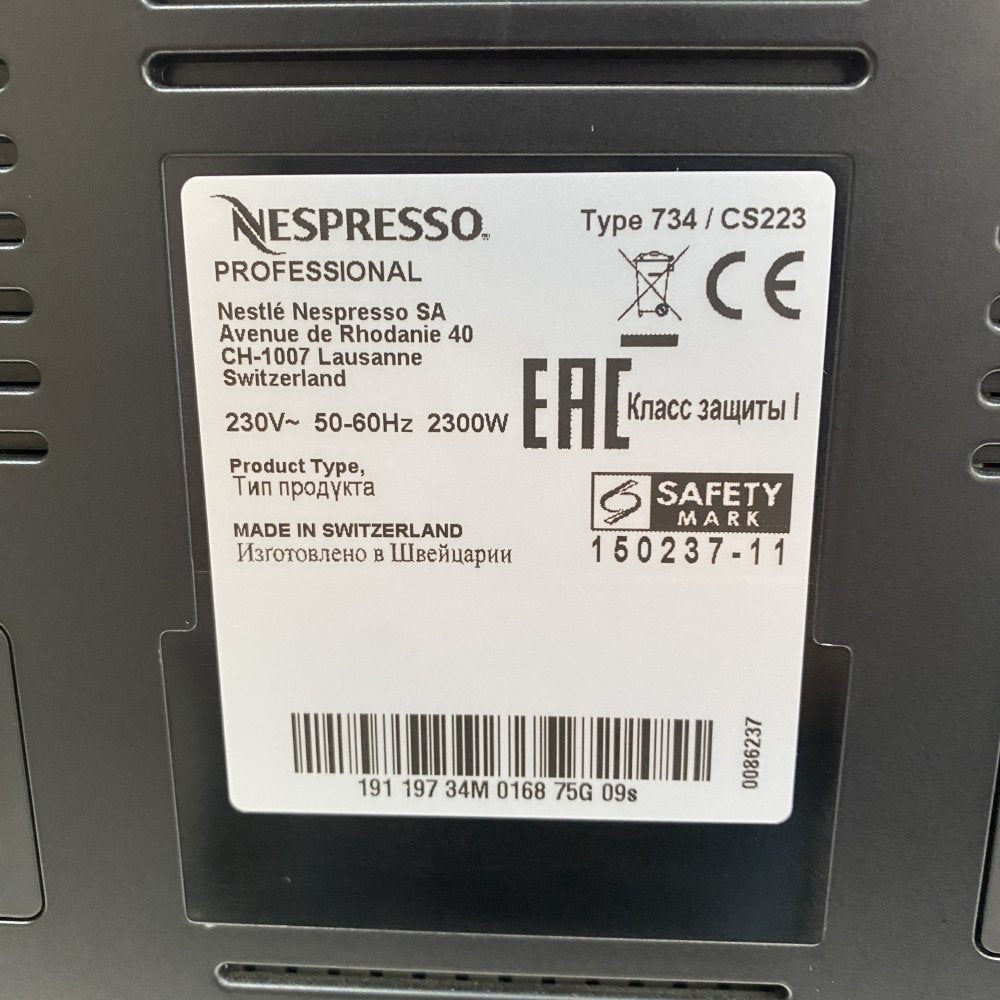 NESPRESSO
PROFESSIONAL
Type 734 / CS223
Nestlé Nespresso SA
Avenue de Rhodanie 40
CH-1007 Lausanne
Switzerland
CE
230V~ 50-60Hz 2300W
EAC
Класс защиты I
Product Type,
Тип продукта
MADE IN SWITZERLAND
Изготовлено в Швейцарии
SAFETY
MARK
150237-11
191 197 34M 0168 75G 09s
0086237